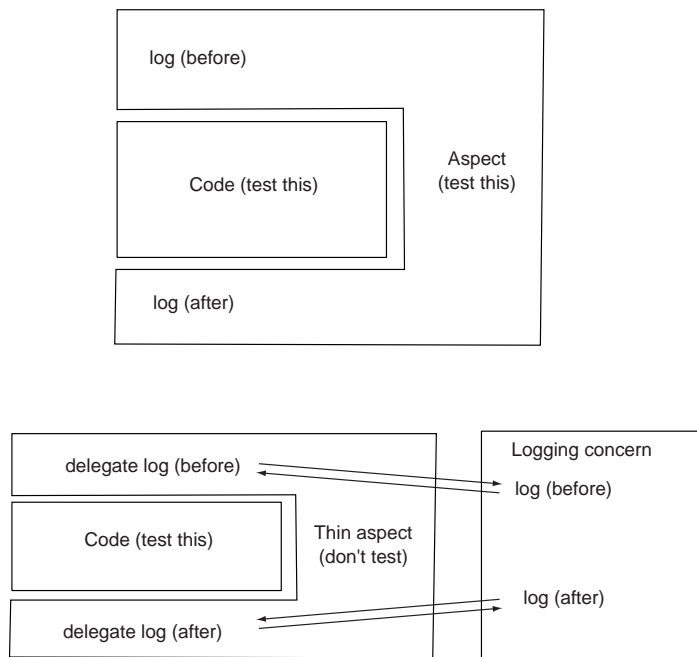 log (before)
Code (test this)
Aspect
(test this)
log (after)
delegate log (before)
Logging concern
log (before)
Code (test this)
Thin aspect
(don't test)
log (after)
delegate log (after)